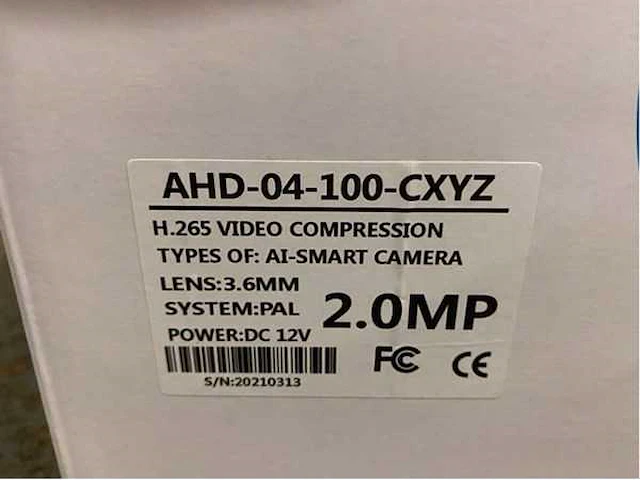 AHD-04-100-CXYZ
H.265 VIDEO COMPRESSION
TYPES OF: AI-SMART CAMERA
LENS:3.6MM
SYSTEM:PAL
2.0MP
POWER:DC 12V
FC CE
S/N:20210313